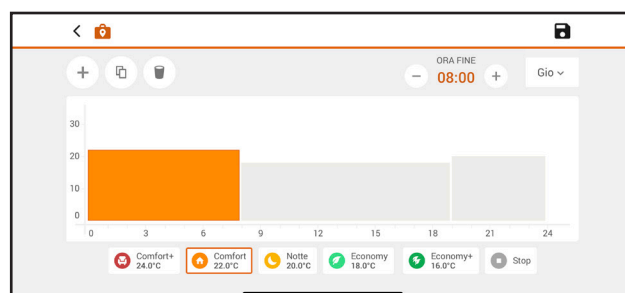 ORA FINE
08:00
Gio
30
20
10
0
0 3 6 9 12 15 18 21 24
Comfort+
24.0°C
Comfort
22.0°C
Notte
20.0°C
Economy
18.0°C
Economy+
16.0°C
Stop